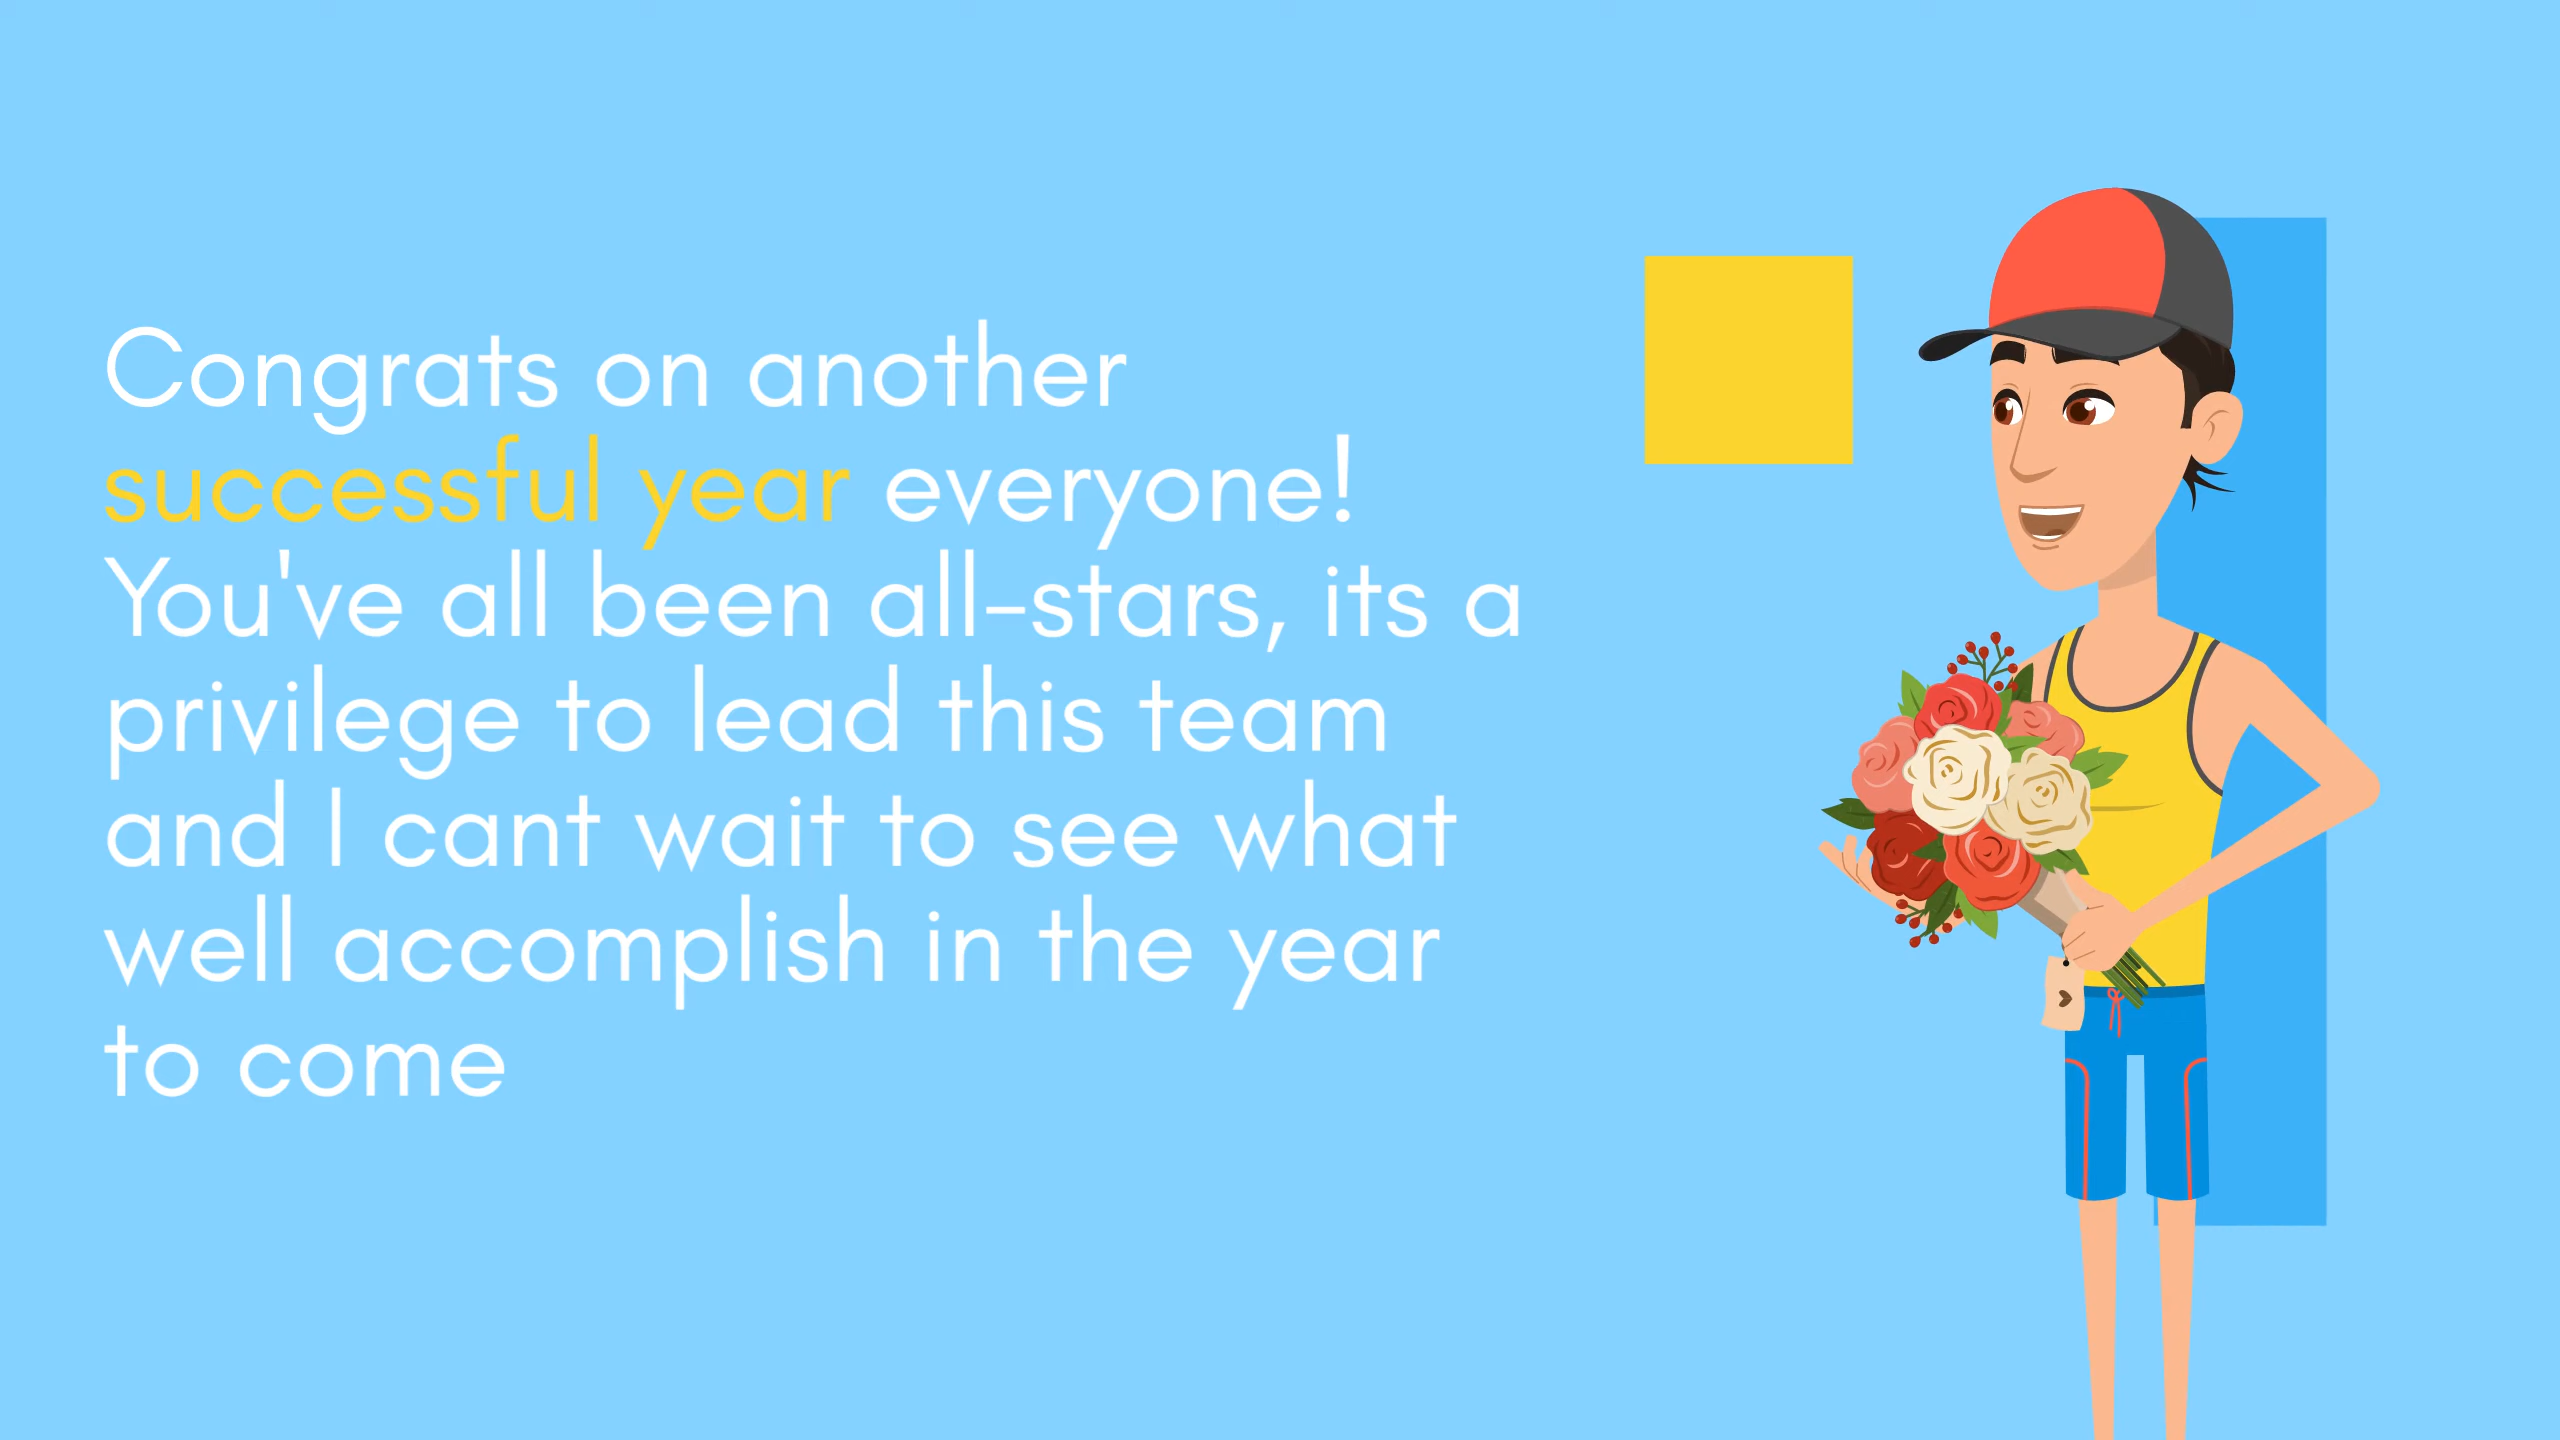 Congrats on another
successful year everyone!
You've all been all-stars, its a
privilege to lead this team
and I cant wait to see what
well accomplish in the year
to come